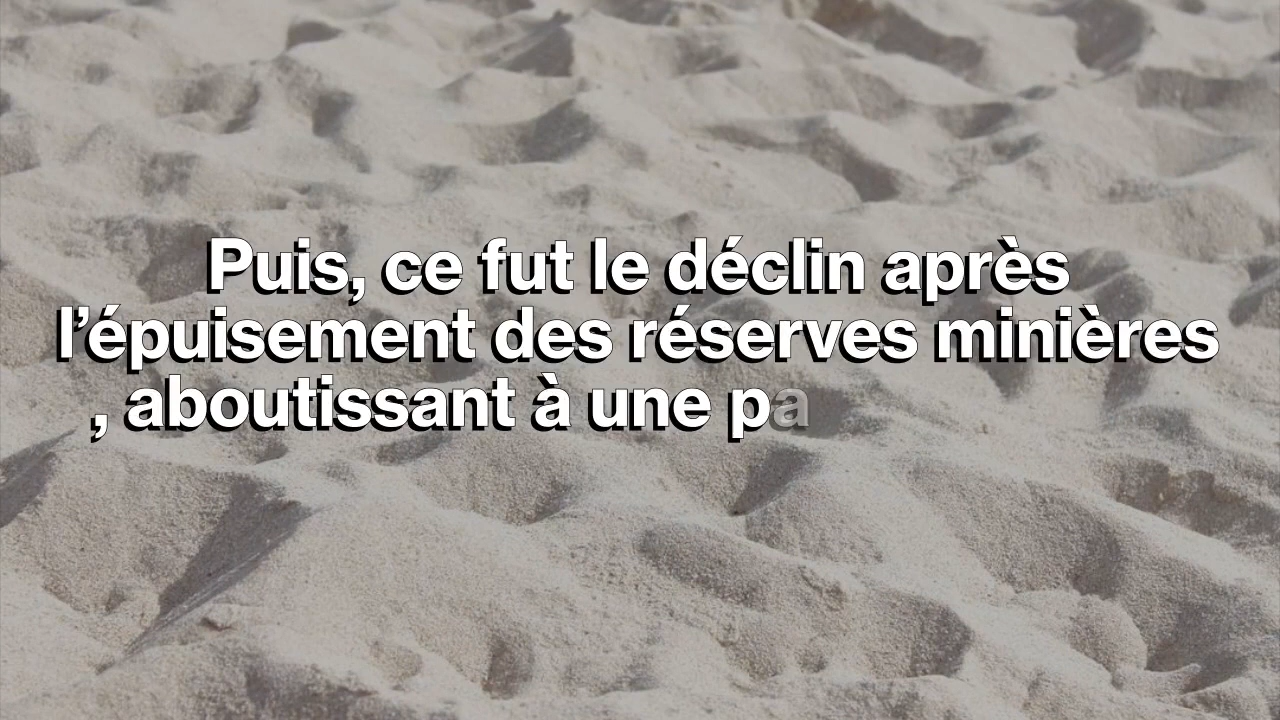 Puis, ce fut le déclin après
l’épuisement des réserves minières
, aboutissant à une pa